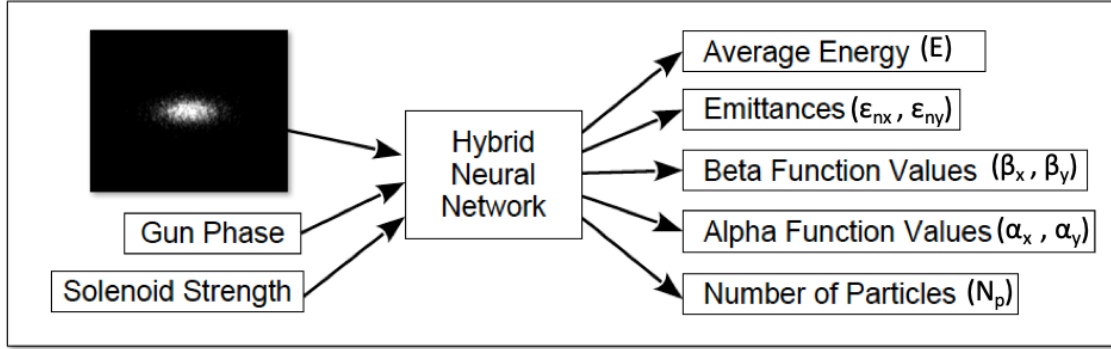 Gun Phase
Solenoid Strength
Hybrid
Neural
Network
Average Energy (E)
Emittances (εnx , εny)
Beta Function Values (βx , βy)
Alpha Function Values (αx , αy)
Number of Particles (Np)